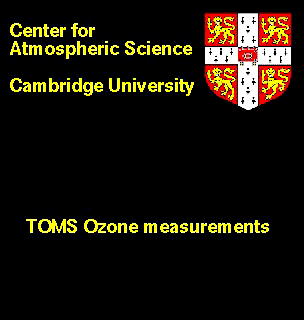 Center for
Atmospheric Science
Cambridge University
TOMS Ozone measurements